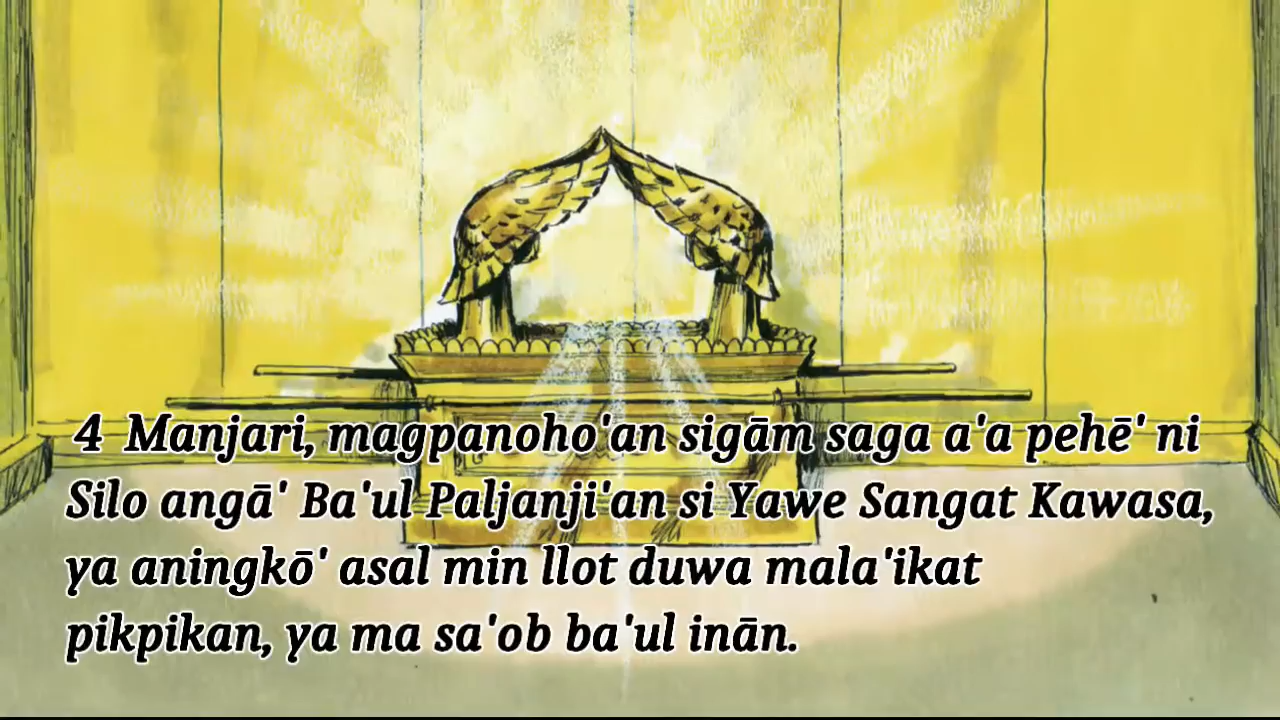 4 Manjari, magpanoho'an sigām saga a'a pehē' ni
Silo angā' Ba'ul Paljanji'an si Yawe Sangat Kawasa,
ya aningkō' asal min llot duwa mala'ikat
pikpikan, ya ma sa'ob ba'ul inān.